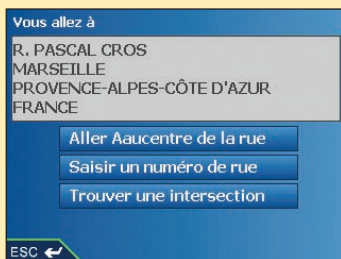 Vous allez à
R. PASCAL CROS
MARSEILLE
PROVENCE-ALPES-CÔTE D'AZUR
FRANCE
Aller Aaucentre de la rue
Saisir un numéro de rue
Trouver une intersection
ESC